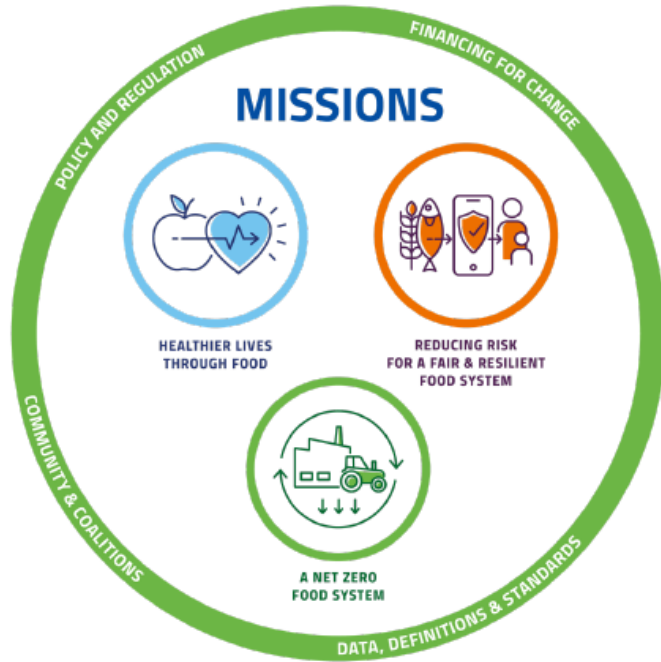 POLICY AND REGULATION
FINANCING FOR CHANGE
MISSIONS
HEALTHIER LIVES
THROUGH FOOD
REDUCING RISK
FOR A FAIR & RESILIENT
FOOD SYSTEM
A NET ZERO
FOOD SYSTEM
COMMUNITY & COALITIONS
DATA, DEFINITIONS & STANDARDS